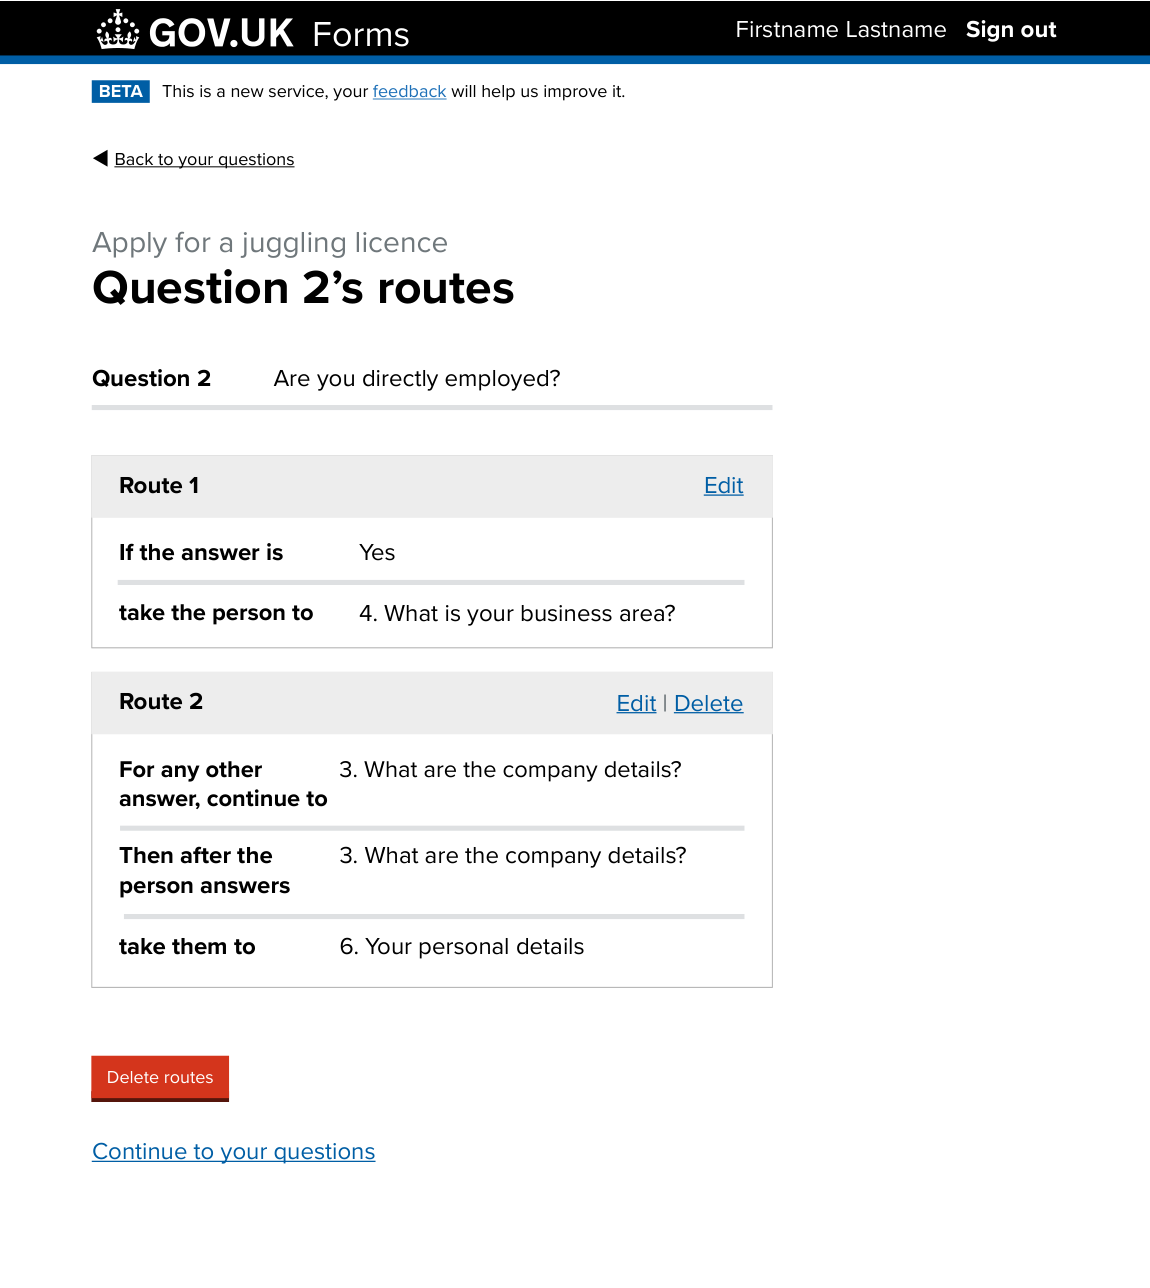 GOV.UK Forms Firstname Lastname Sign out
BETA This is a new service, your feedback will help us improve it.
Back to your questions
Apply for a juggling licence
Question 2’s routes
Question 2 Are you directly employed?
Route 1 Edit
If the answer is Yes
take the person to 4. What is your business area?
Route 2 Edit | Delete
For any other 3. What are the company details?
answer, continue to
Then after the 3. What are the company details?
person answers
take them to 6. Your personal details
Delete routes
Continue to your questions